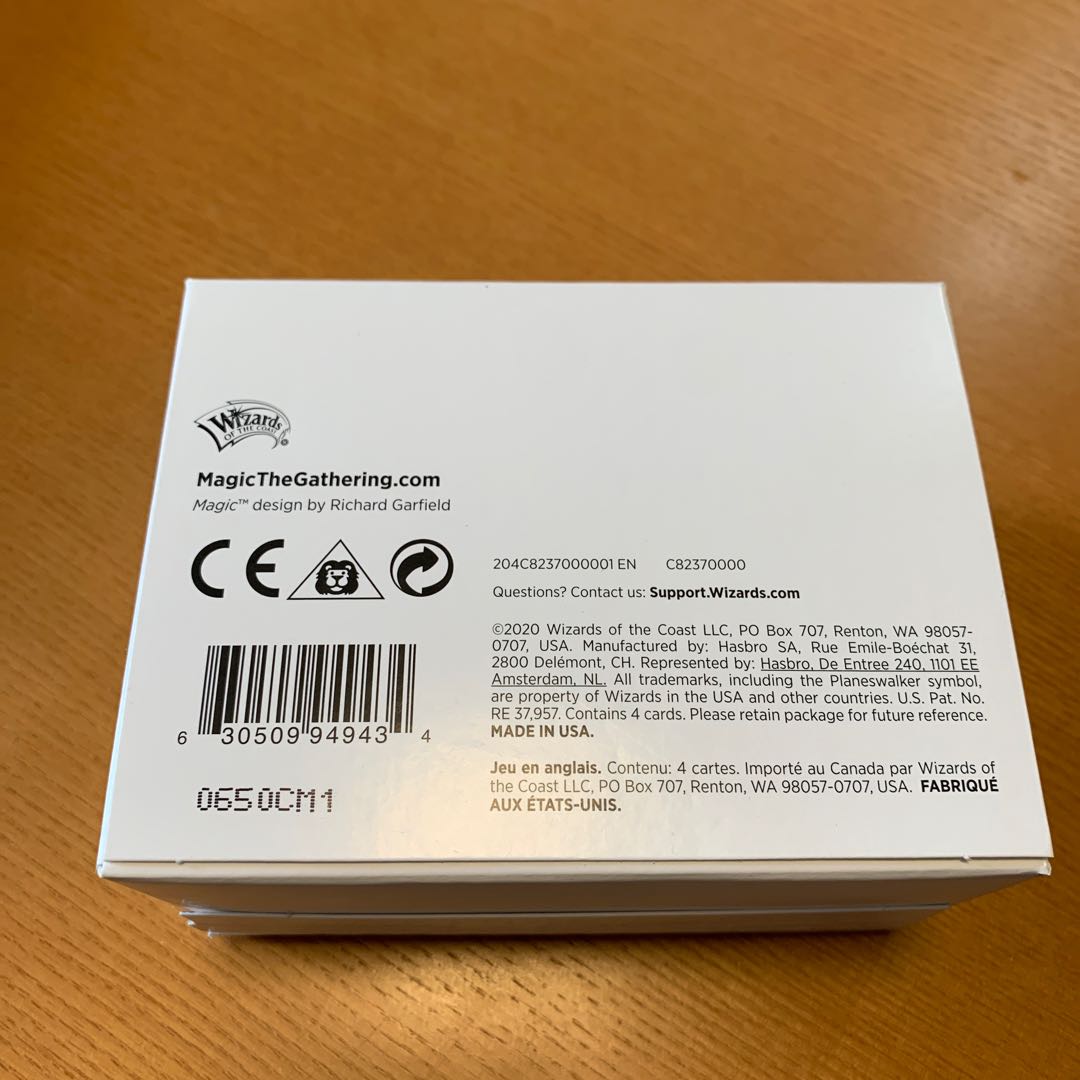 Wizards
OF THE COAST
MagicTheGathering.com
Magic™ design by Richard Garfield
CE
204C8237000001 EN C82370000
Questions? Contact us: Support.Wizards.com
©2020 Wizards of the Coast LLC, PO Box 707, Renton, WA 98057-
0707, USA. Manufactured by: Hasbro SA, Rue Emile-Boéchat 31,
2800 Delémont, CH. Represented by: Hasbro, De Entree 240, 1101 EE
Amsterdam, NL. All trademarks, including the Planeswalker symbol,
are property of Wizards in the USA and other countries. U.S. Pat. No.
RE 37,957. Contains 4 cards. Please retain package for future reference.
MADE IN USA.
Jeu en anglais. Contenu: 4 cartes. Importé au Canada par Wizards of
the Coast LLC, PO Box 707, Renton, WA 98057-0707, USA. FABRIQUÉ
AUX ÉTATS-UNIS.
6 30509 94943 4
0650CM1